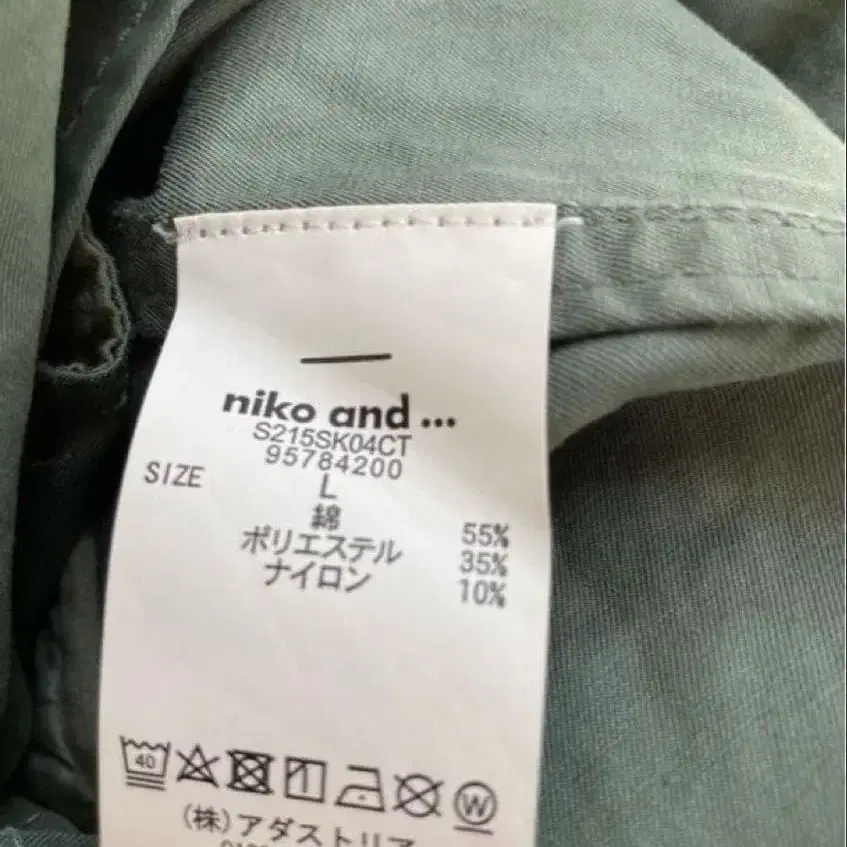 niko and ...
S215SK04CT
95784200
SIZE L
綿 55%
ポリエステル 35%
ナイロン 10%
40 W
(株)アダストリア